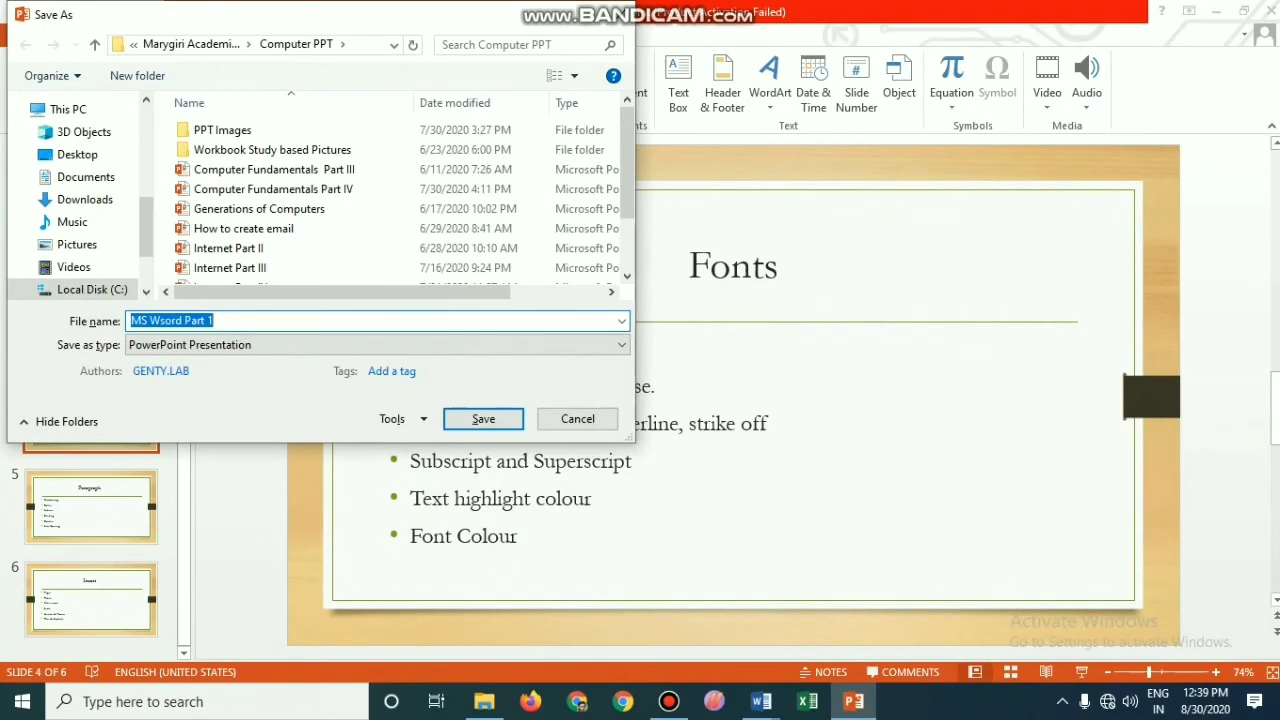 Save As
www.BANDICAM.com
Activation Failed)
« Marygiri Academi... > Computer PPT >
Search Computer PPT
Organize
New folder
Name
Date modified
Type
This PC
3D Objects
Desktop
Documents
Downloads
Music
Pictures
Videos
Local Disk (C:)
PPT Images 7/30/2020 3:27 PM File folder
Workbook Study based Pictures 6/23/2020 6:00 PM File folder
Computer Fundamentals Part III 6/11/2020 7:26 AM Microsoft Po
Computer Fundamentals Part IV 7/30/2020 4:11 PM Microsoft Po
Generations of Computers 6/17/2020 10:02 PM Microsoft Po
How to create email 6/29/2020 8:41 AM Microsoft Po
Internet Part II 6/28/2020 10:10 AM Microsoft Po
Internet Part III 7/16/2020 9:24 PM Microsoft Po
File name: MS Wsord Part 1
Save as type: PowerPoint Presentation
Authors: GENTY.LAB
Tags: Add a tag
Hide Folders
Tools
Save
Cancel
Text Box
Header & Footer
WordArt
Date & Time
Slide Number
Object
Equation
Symbol
Video
Audio
Text
Symbols
Media
Fonts
se.
erline, strike off
• Subscript and Superscript
• Text highlight colour
• Font Colour
5
Paragraph
6
Activate Windows
Go to Settings to activate Windows.
SLIDE 4 OF 6
ENGLISH (UNITED STATES)
NOTES
COMMENTS
74%
Type here to search
ENG
IN
12:39 PM
8/30/2020